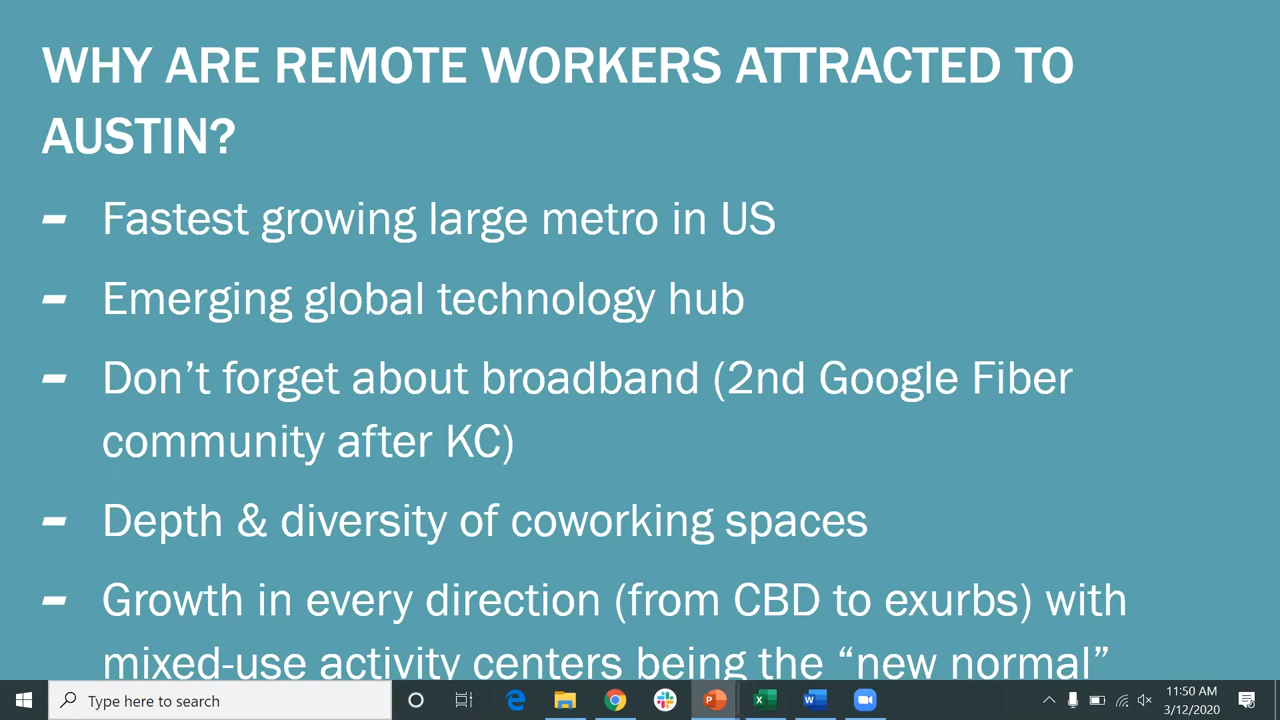 WHY ARE REMOTE WORKERS ATTRACTED TO
AUSTIN?
- Fastest growing large metro in US
- Emerging global technology hub
- Don’t forget about broadband (2nd Google Fiber
community after KC)
- Depth & diversity of coworking spaces
- Growth in every direction (from CBD to exurbs) with
mixed-use activity centers being the “new normal”
Type here to search
11:50 AM
3/12/2020